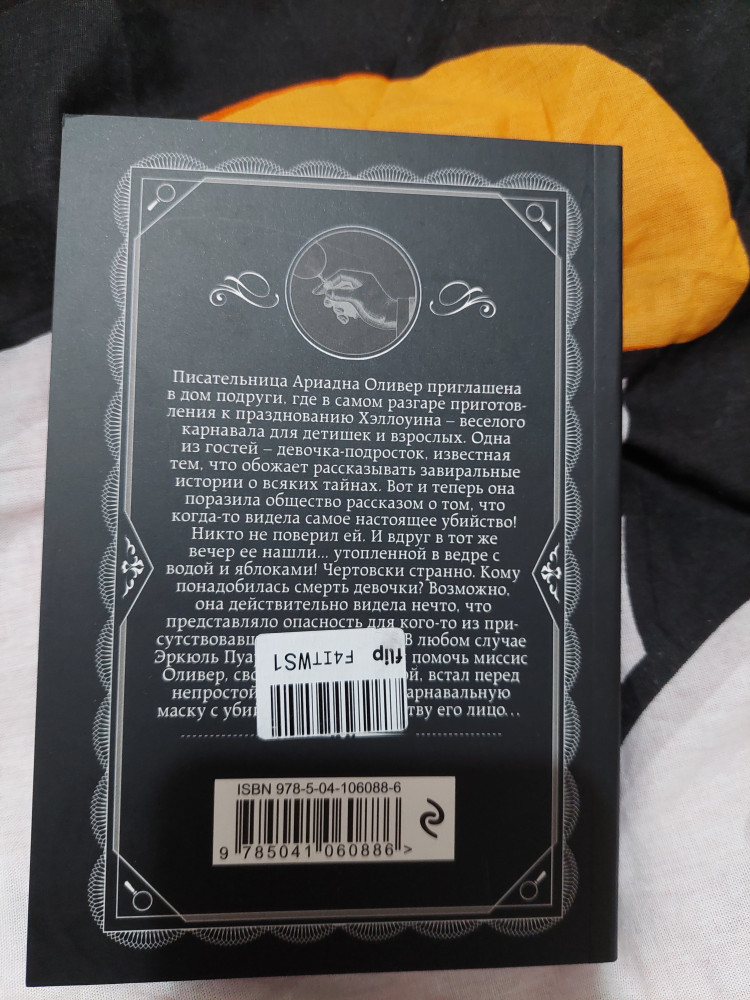 Писательница Ариадна Оливер приглашена
в дом подруги, где в самом разгаре приготов-
ления к празднованию Хэллоуина – веселого
карнавала для детишек и взрослых. Одна
из гостей – девочка-подросток, известная
тем, что обожает рассказывать завиральные
истории о всяких тайнах. Вот и теперь она
поразила общество рассказом о том, что
когда-то видела самое настоящее убийство!
Никто не поверил ей. И вдруг в тот же
вечер ее нашли... утопленной в ведре с
водой и яблоками! Чертовски странно. Кому
понадобилась смерть девочки? Возможно,
она действительно видела нечто, что
представляло опасность для кого-то из при-
сутствовавш В любом случае
Эркюль Пуа помочь миссис
Оливер, сво й, встал перед
непростой арнавальную
маску с уби тву его лицо...
flip F4ITWS1
ISBN 978-5-04-106088-6
9 785041 060886 >